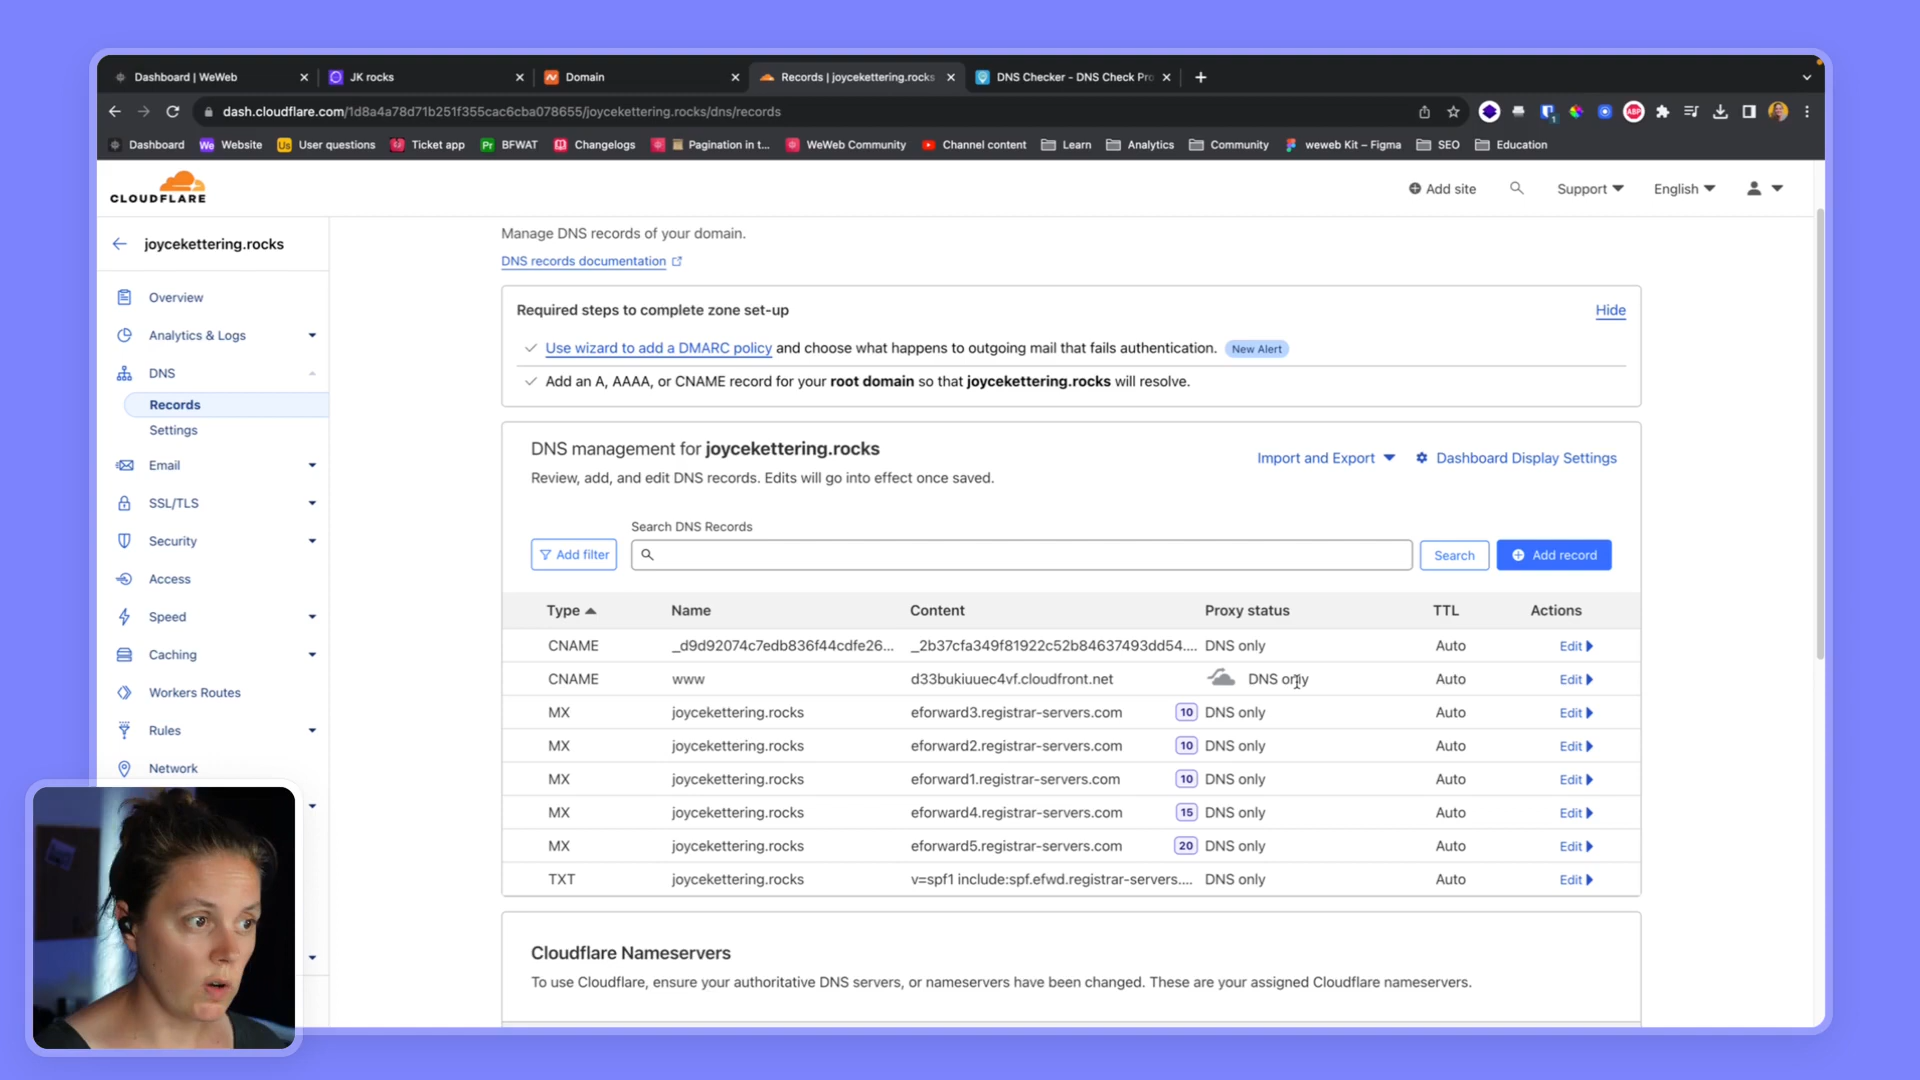 Dashboard | WeWeb
JK rocks
Domain
Records | joycekettering.rocks
DNS Checker - DNS Check Pro
dash.cloudflare.com/1d8a4a78d71b251f355cac6cba078655/joycekettering.rocks/dns/records
ABP
Dashboard
We Website
Us User questions
Ticket app
Pr BFWAT
Changelogs
Pagination in t...
WeWeb Community
Channel content
Learn
Analytics
Community
weweb Kit – Figma
SEO
Education
CLOUDFLARE
Add site
Support
English
joycekettering.rocks
Overview
Analytics & Logs
DNS
Records
Settings
Email
SSL/TLS
Security
Access
Speed
Caching
Workers Routes
Rules
Network
Manage DNS records of your domain.
DNS records documentation
Required steps to complete zone set-up
Hide
Use wizard to add a DMARC policy and choose what happens to outgoing mail that fails authentication. New Alert
Add an A, AAAA, or CNAME record for your root domain so that joycekettering.rocks will resolve.
DNS management for joycekettering.rocks
Review, add, and edit DNS records. Edits will go into effect once saved.
Import and Export
Dashboard Display Settings
Search DNS Records
Add filter
Search
Add record
Type Name Content Proxy status TTL Actions
CNAME _d9d92074c7edb836f44cdfe26... _2b37cfa349f81922c52b84637493dd54.... DNS only Auto Edit
CNAME www d33bukiuuec4vf.cloudfront.net DNS only Auto Edit
MX joycekettering.rocks eforward3.registrar-servers.com 10 DNS only Auto Edit
MX joycekettering.rocks eforward2.registrar-servers.com 10 DNS only Auto Edit
MX joycekettering.rocks eforward1.registrar-servers.com 10 DNS only Auto Edit
MX joycekettering.rocks eforward4.registrar-servers.com 15 DNS only Auto Edit
MX joycekettering.rocks eforward5.registrar-servers.com 20 DNS only Auto Edit
TXT joycekettering.rocks v=spf1 include:spf.efwd.registrar-servers.... DNS only Auto Edit
Cloudflare Nameservers
To use Cloudflare, ensure your authoritative DNS servers, or nameservers have been changed. These are your assigned Cloudflare nameservers.